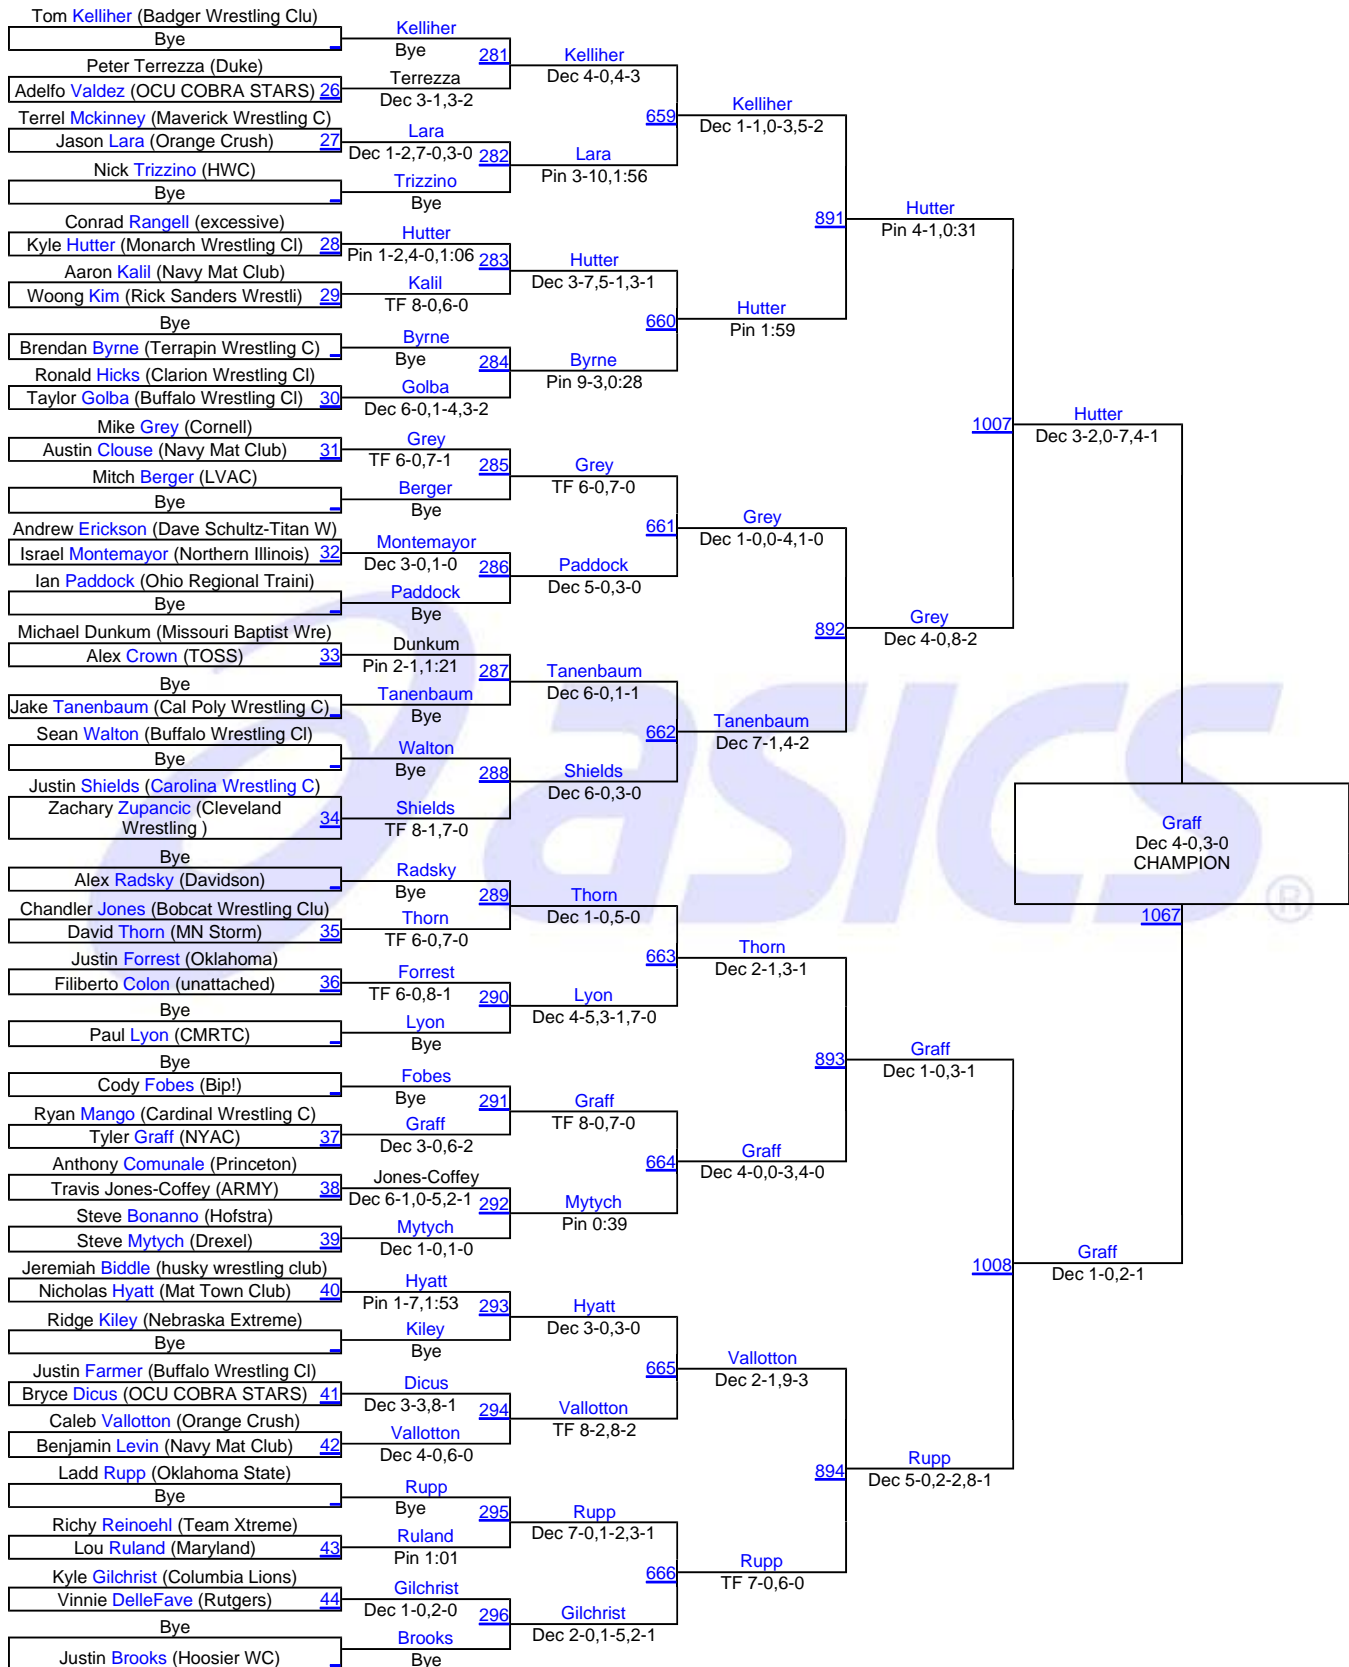 Tom Kelliher (Badger Wrestling Clu)
Bye
Peter Terrezza (Duke)
Adelfo Valdez (OCU COBRA STARS) 26
Terrel Mckinney (Maverick Wrestling C)
Jason Lara (Orange Crush) 27
Nick Trizzino (HWC)
Bye
Conrad Rangell (excessive)
Kyle Hutter (Monarch Wrestling Cl) 28
Aaron Kalil (Navy Mat Club)
Woong Kim (Rick Sanders Wrestli) 29
Bye
Brendan Byrne (Terrapin Wrestling C)
Ronald Hicks (Clarion Wrestling Cl)
Taylor Golba (Buffalo Wrestling Cl) 30
Mike Grey (Cornell)
Austin Clouse (Navy Mat Club) 31
Mitch Berger (LVAC)
Bye
Andrew Erickson (Dave Schultz-Titan W)
Israel Montemayor (Northern Illinois) 32
Ian Paddock (Ohio Regional Traini)
Bye
Michael Dunkum (Missouri Baptist Wre)
Alex Crown (TOSS) 33
Bye
Jake Tanenbaum (Cal Poly Wrestling C)
Sean Walton (Buffalo Wrestling Cl)
Bye
Justin Shields (Carolina Wrestling C)
Zachary Zupancic (Cleveland
Wrestling ) 34
Bye
Alex Radsky (Davidson)
Chandler Jones (Bobcat Wrestling Clu)
David Thorn (MN Storm) 35
Justin Forrest (Oklahoma)
Filiberto Colon (unattached) 36
Bye
Paul Lyon (CMRTC)
Bye
Cody Fobes (Bip!)
Ryan Mango (Cardinal Wrestling C)
Tyler Graff (NYAC) 37
Anthony Comunale (Princeton)
Travis Jones-Coffey (ARMY) 38
Steve Bonanno (Hofstra)
Steve Mytych (Drexel) 39
Jeremiah Biddle (husky wrestling club)
Nicholas Hyatt (Mat Town Club) 40
Ridge Kiley (Nebraska Extreme)
Bye
Justin Farmer (Buffalo Wrestling Cl)
Bryce Dicus (OCU COBRA STARS) 41
Caleb Vallotton (Orange Crush)
Benjamin Levin (Navy Mat Club) 42
Ladd Rupp (Oklahoma State)
Bye
Richy Reinoehl (Team Xtreme)
Lou Ruland (Maryland) 43
Kyle Gilchrist (Columbia Lions)
Vinnie DelleFave (Rutgers) 44
Bye
Justin Brooks (Hoosier WC)
Kelliher
Bye
281
Terrezza
Dec 3-1,3-2
Lara
Dec 1-2,7-0,3-0
282
Trizzino
Bye
Hutter
Pin 1-2,4-0,1:06
283
Kalil
TF 8-0,6-0
Byrne
Bye
284
Golba
Dec 6-0,1-4,3-2
Grey
TF 6-0,7-1
285
Berger
Bye
Montemayor
Dec 3-0,1-0
286
Paddock
Bye
Dunkum
Pin 2-1,1:21
287
Tanenbaum
Bye
Walton
Bye
288
Shields
TF 8-1,7-0
Radsky
Bye
289
Thorn
TF 6-0,7-0
Forrest
TF 6-0,8-1
290
Lyon
Bye
Fobes
Bye
291
Graff
Dec 3-0,6-2
Jones-Coffey
Dec 6-1,0-5,2-1
292
Mytych
Dec 1-0,1-0
Hyatt
Pin 1-7,1:53
293
Kiley
Bye
Dicus
Dec 3-3,8-1
294
Vallotton
Dec 4-0,6-0
Rupp
Bye
295
Ruland
Pin 1:01
Gilchrist
Dec 1-0,2-0
296
Brooks
Bye
Kelliher
Dec 4-0,4-3
659
Lara
Pin 3-10,1:56
Hutter
Dec 3-7,5-1,3-1
660
Byrne
Pin 9-3,0:28
Grey
TF 6-0,7-0
661
Paddock
Dec 5-0,3-0
Tanenbaum
Dec 6-0,1-1
662
Shields
Dec 6-0,3-0
Thorn
Dec 1-0,5-0
663
Lyon
Dec 4-5,3-1,7-0
Graff
TF 8-0,7-0
664
Mytych
Pin 0:39
Hyatt
Dec 3-0,3-0
665
Vallotton
TF 8-2,8-2
Rupp
Dec 7-0,1-2,3-1
666
Gilchrist
Dec 2-0,1-5,2-1
Kelliher
Dec 1-1,0-3,5-2
891
Hutter
Pin 1:59
Grey
Dec 1-0,0-4,1-0
892
Tanenbaum
Dec 7-1,4-2
Thorn
Dec 2-1,3-1
893
Graff
Dec 4-0,0-3,4-0
Vallotton
Dec 2-1,9-3
894
Rupp
TF 7-0,6-0
Hutter
Pin 4-1,0:31
1007
Grey
Dec 4-0,8-2
Graff
Dec 1-0,3-1
1008
Rupp
Dec 5-0,2-2,8-1
Hutter
Dec 3-2,0-7,4-1
Graff
Dec 4-0,3-0
CHAMPION
1067
Graff
Dec 1-0,2-1
asics®